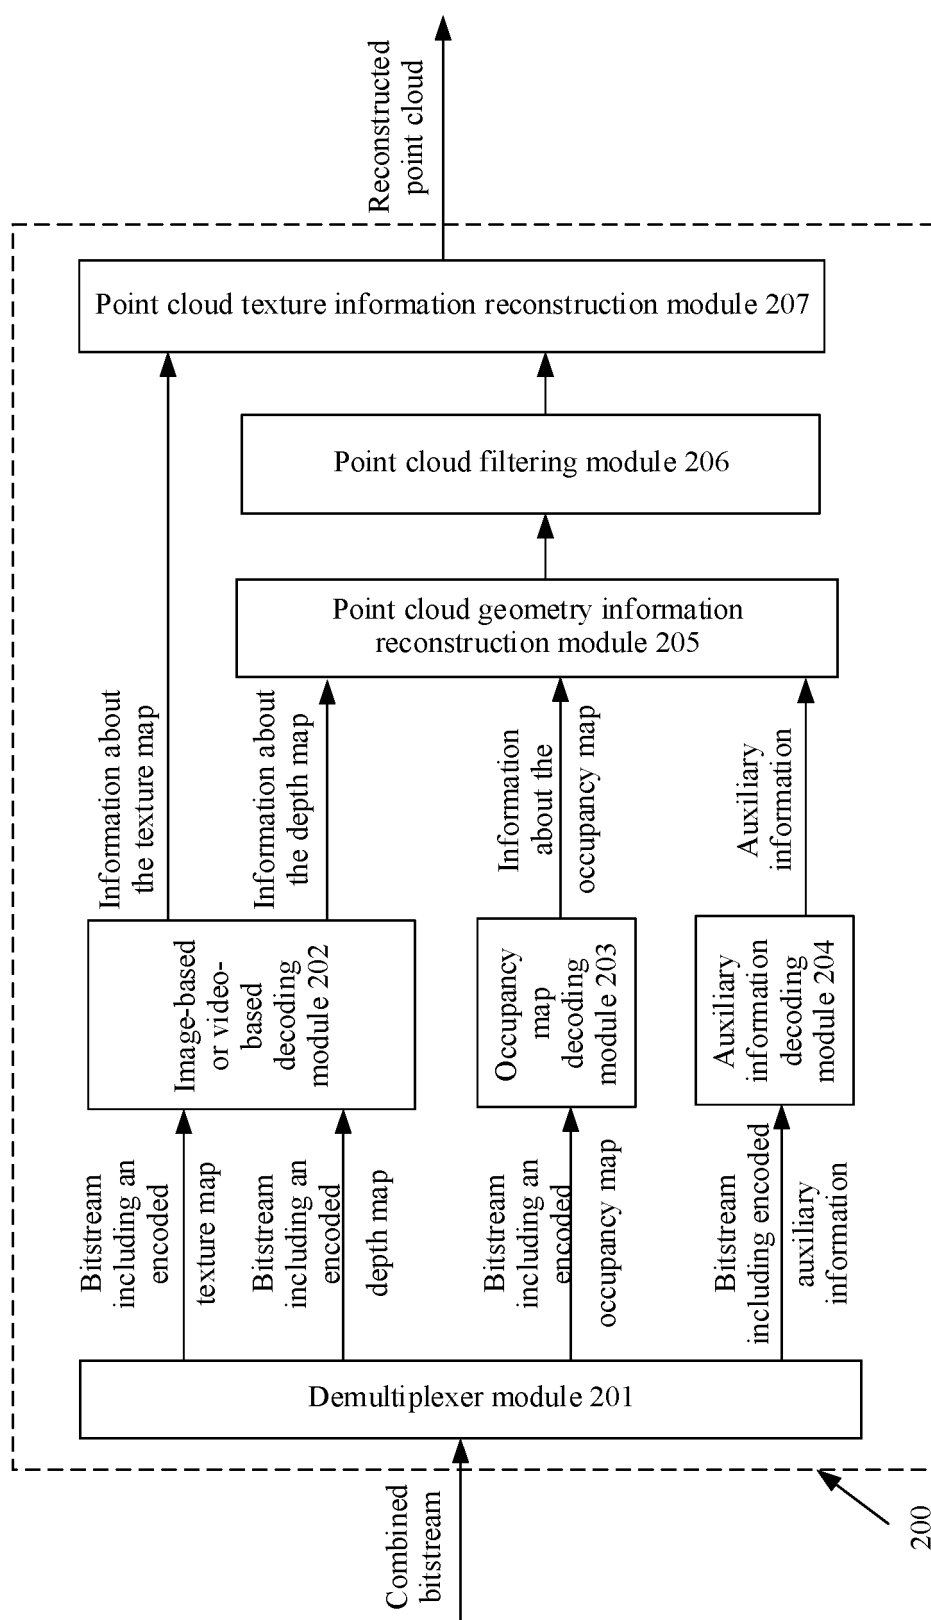 Reconstructed
point cloud
Point cloud texture information reconstruction module 207
Point cloud filtering module 206
Point cloud geometry information
reconstruction module 205
Information about
the texture map
Information about
the depth map
Information
about the
occupancy map
Auxiliary
information
Image-based
or video-
based
decoding
module 202
Occupancy
map
decoding
module 203
Auxiliary
information
decoding
module 204
Bitstream
including an
encoded
texture map
Bitstream
including an
encoded
depth map
Bitstream
including an
encoded
occupancy map
Bitstream
including encoded
auxiliary
information
Demultiplexer module 201
Combined
bitstream
200